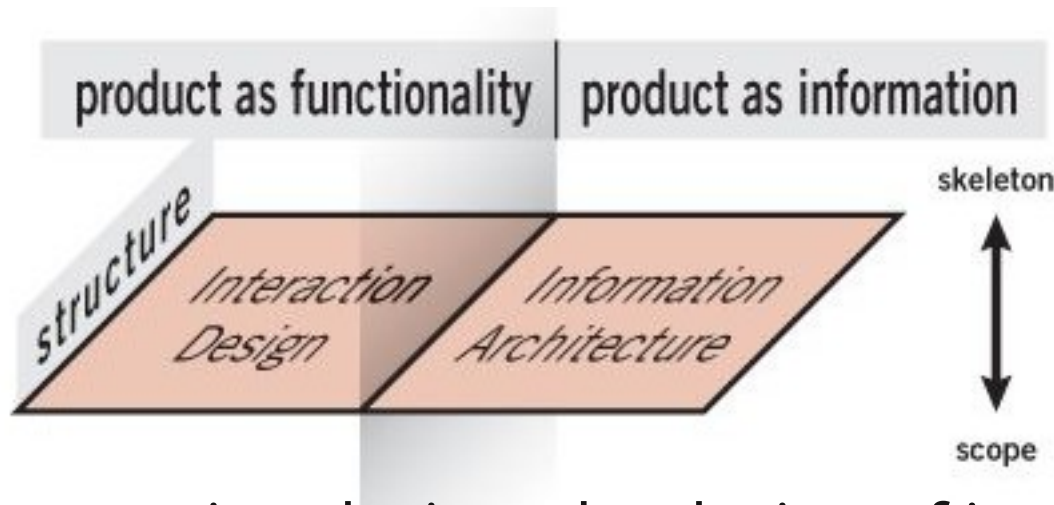 product as functionality
product as information
skeleton
structure
Interaction
Design
Information
Architecture
scope